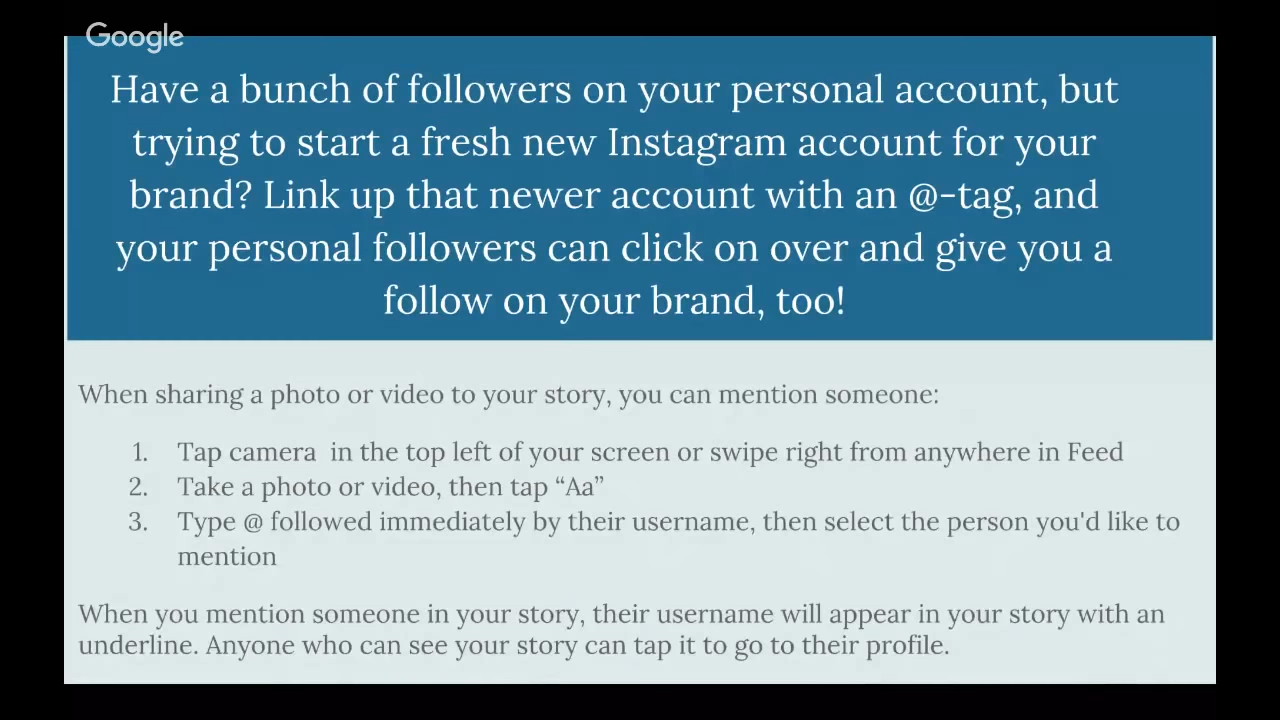 Google
Have a bunch of followers on your personal account, but
trying to start a fresh new Instagram account for your
brand? Link up that newer account with an @-tag, and
your personal followers can click on over and give you a
follow on your brand, too!
When sharing a photo or video to your story, you can mention someone:
1. Tap camera  in the top left of your screen or swipe right from anywhere in Feed
2. Take a photo or video, then tap “Aa”
3. Type @ followed immediately by their username, then select the person you'd like to
mention
When you mention someone in your story, their username will appear in your story with an
underline. Anyone who can see your story can tap it to go to their profile.